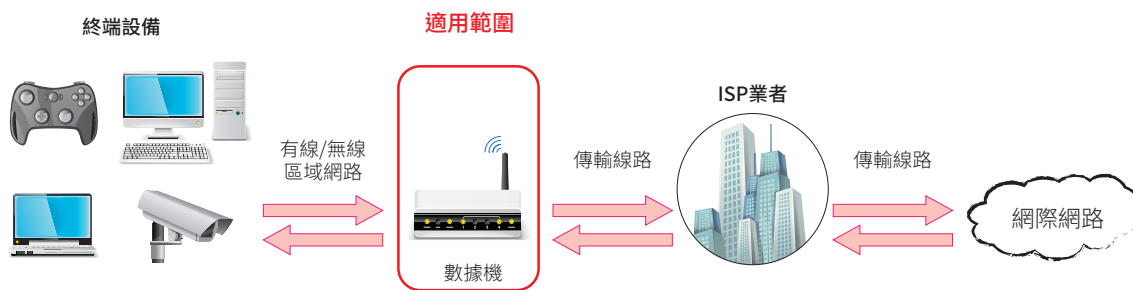 終端設備
適用範圍
ISP業者
有線/無線
區域網路
傳輸線路
傳輸線路
數據機
網際網路